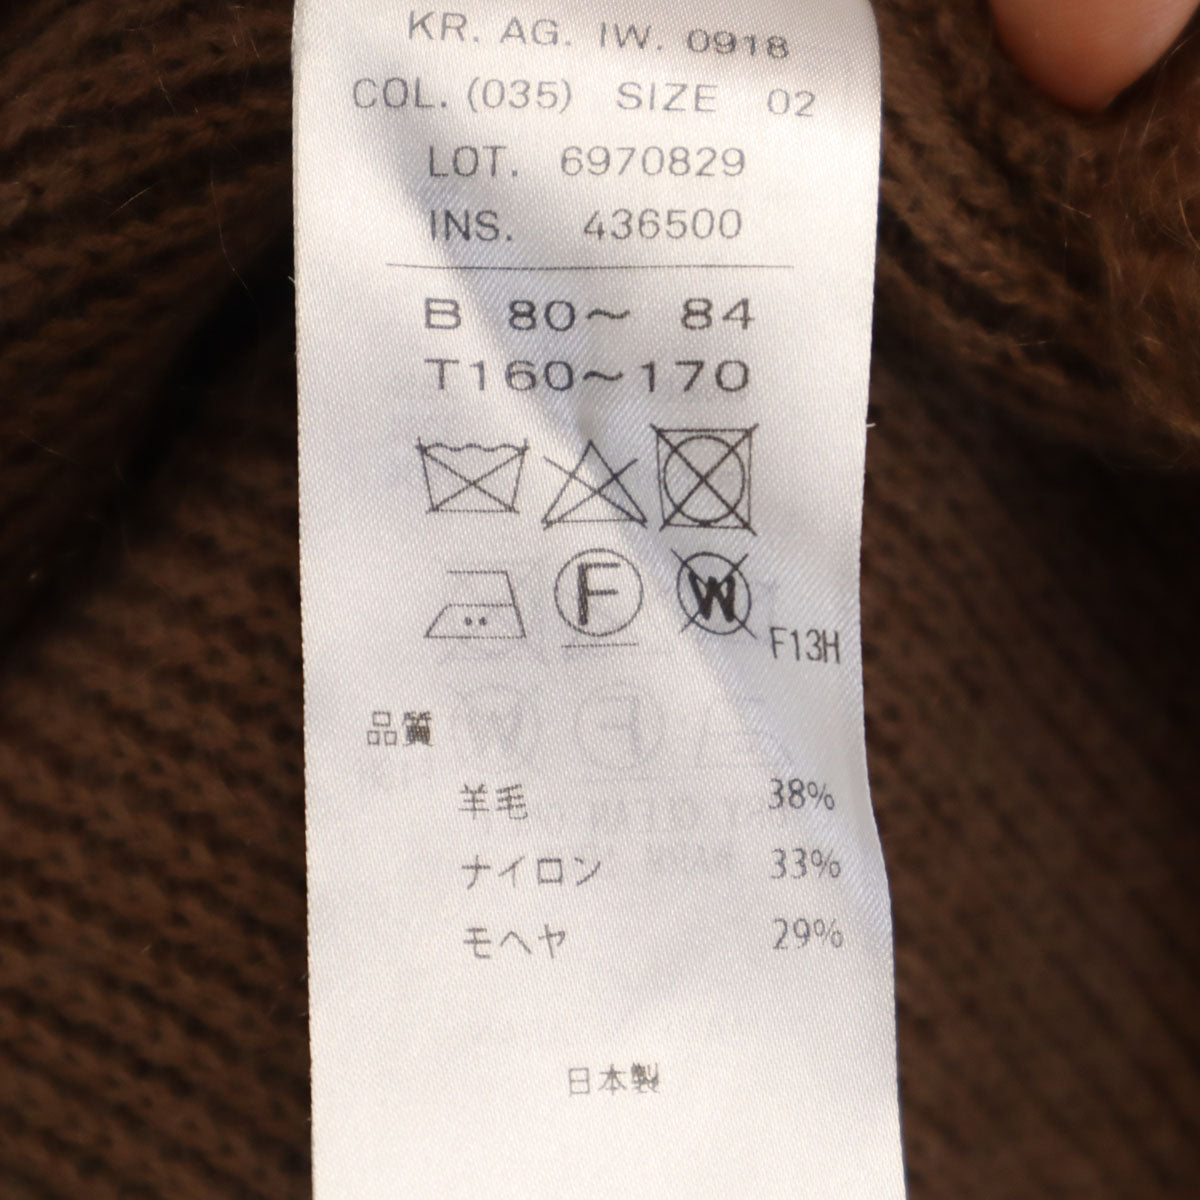 KR. AG. IW. 0918
COL. (035) SIZE 02
LOT. 6970829
INS. 436500
B 80〜 84
T160〜170
F W F13H
品質
羊毛 38%
ナイロン 33%
モヘヤ 29%
日本製